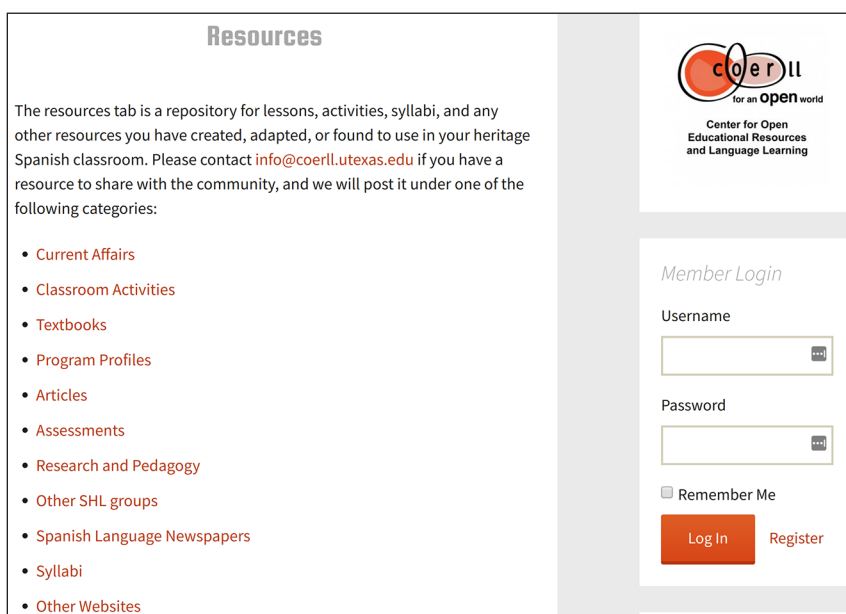 Resources
The resources tab is a repository for lessons, activities, syllabi, and any
other resources you have created, adapted, or found to use in your heritage
Spanish classroom. Please contact info@coerll.utexas.edu if you have a
resource to share with the community, and we will post it under one of the
following categories:
Current Affairs
Classroom Activities
Textbooks
Program Profiles
Articles
Assessments
Research and Pedagogy
Other SHL groups
Spanish Language Newspapers
Syllabi
Other Websites
coerll
for an open world
Center for Open
Educational Resources
and Language Learning
Member Login
Username
Password
Remember Me
Log In Register